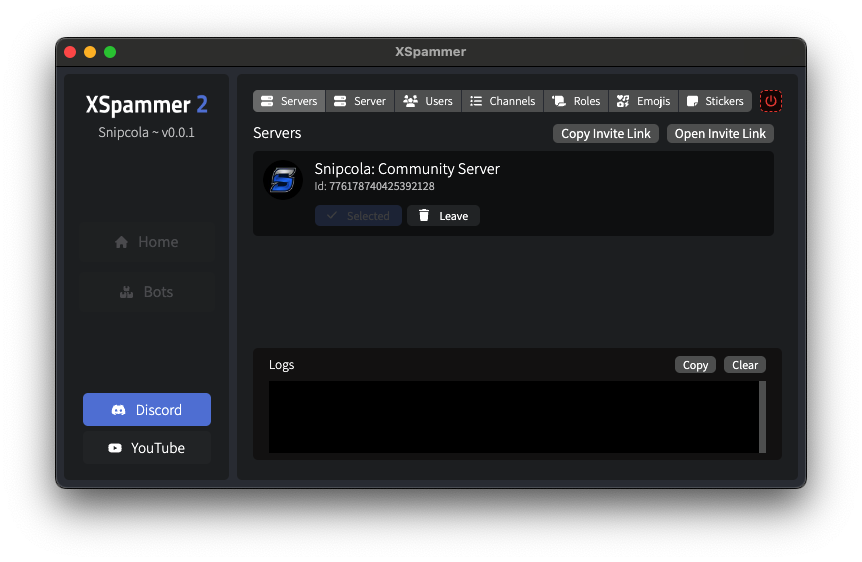 XSpammer
XSpammer 2
Snipcola ~ v0.0.1
Home
Bots
Discord
YouTube
Servers Server Users Channels Roles Emojis Stickers
Servers Copy Invite Link Open Invite Link
Snipcola: Community Server
Id: 776178740425392128
Selected Leave
Logs Copy Clear